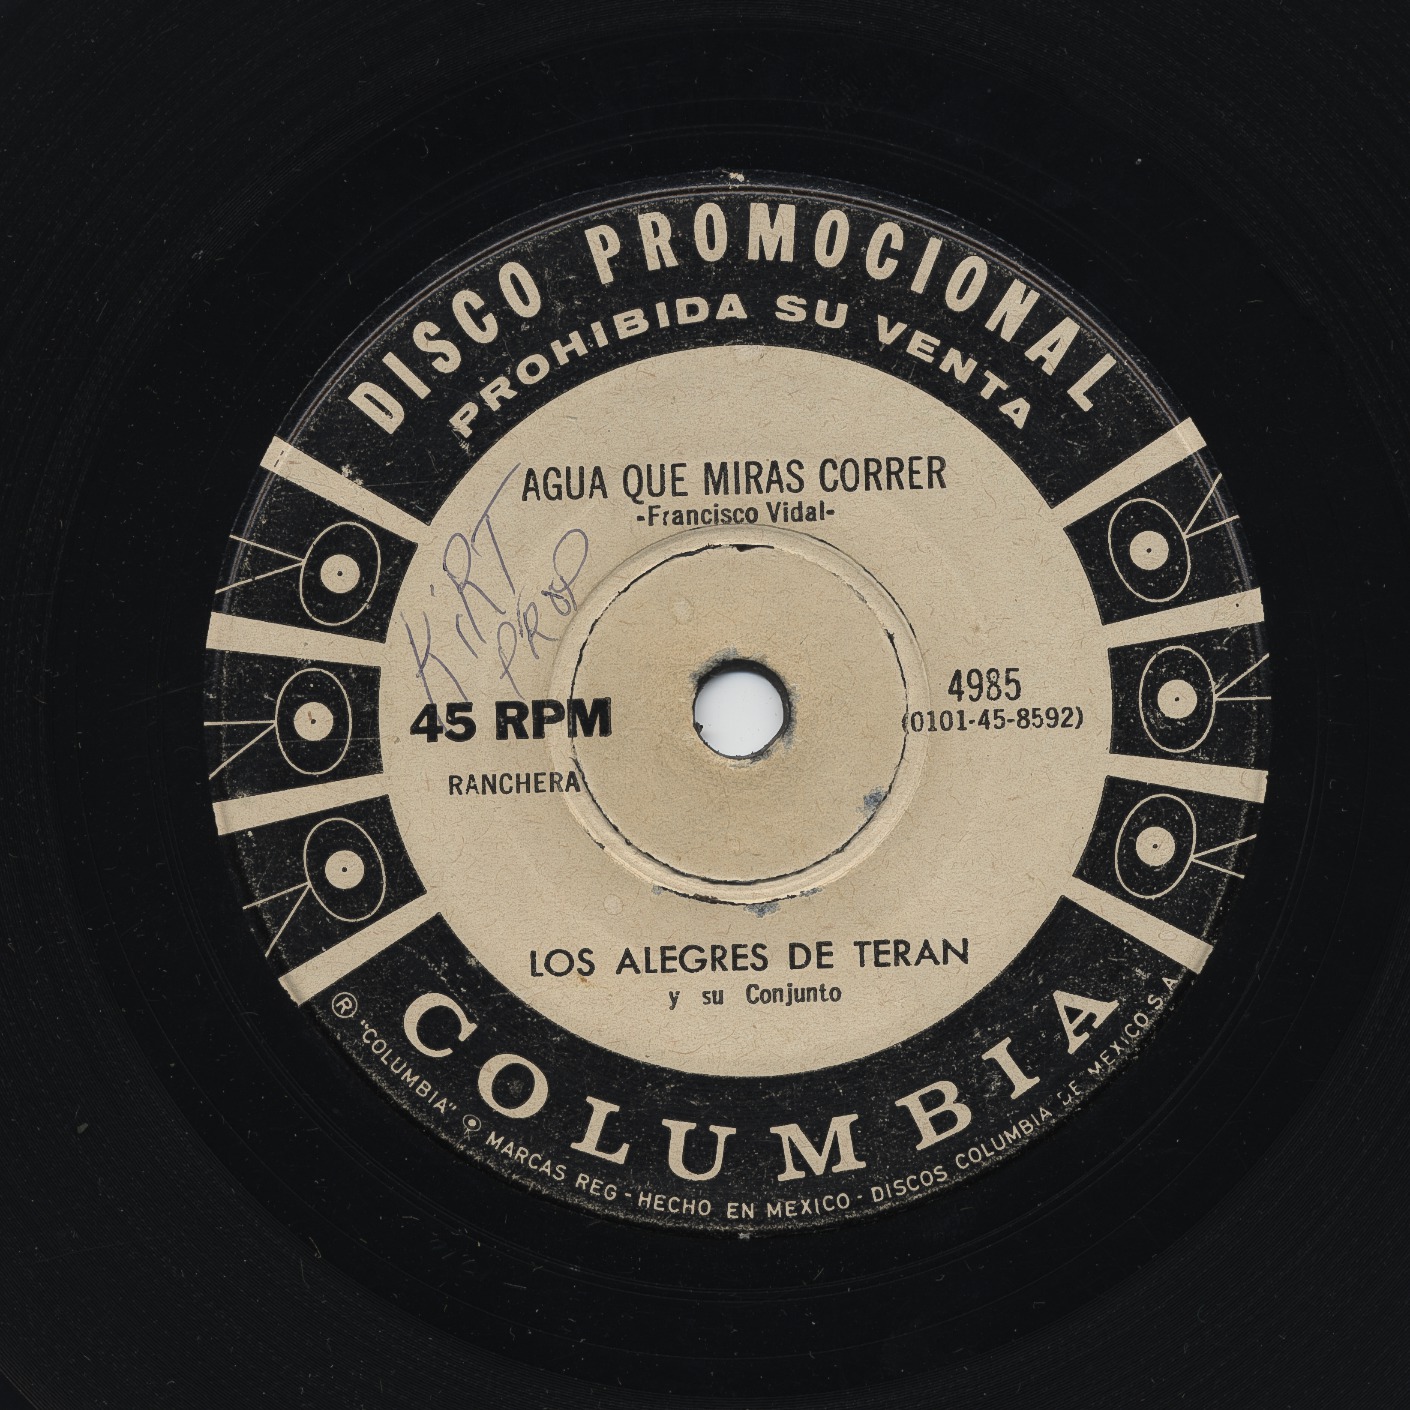 DISCO PROMOCIONAL
PROHIBIDA SU VENTA
AGUA QUE MIRAS CORRER
-Francisco Vidal-
KiRT
PROP
45 RPM
RANCHERA
4985
(0101-45-8592)
LOS ALEGRES DE TERAN
y su Conjunto
COLUMBIA
® "COLUMBIA" MARCAS REG - HECHO EN MEXICO - DISCOS COLUMBIA DE MEXICO S.A.